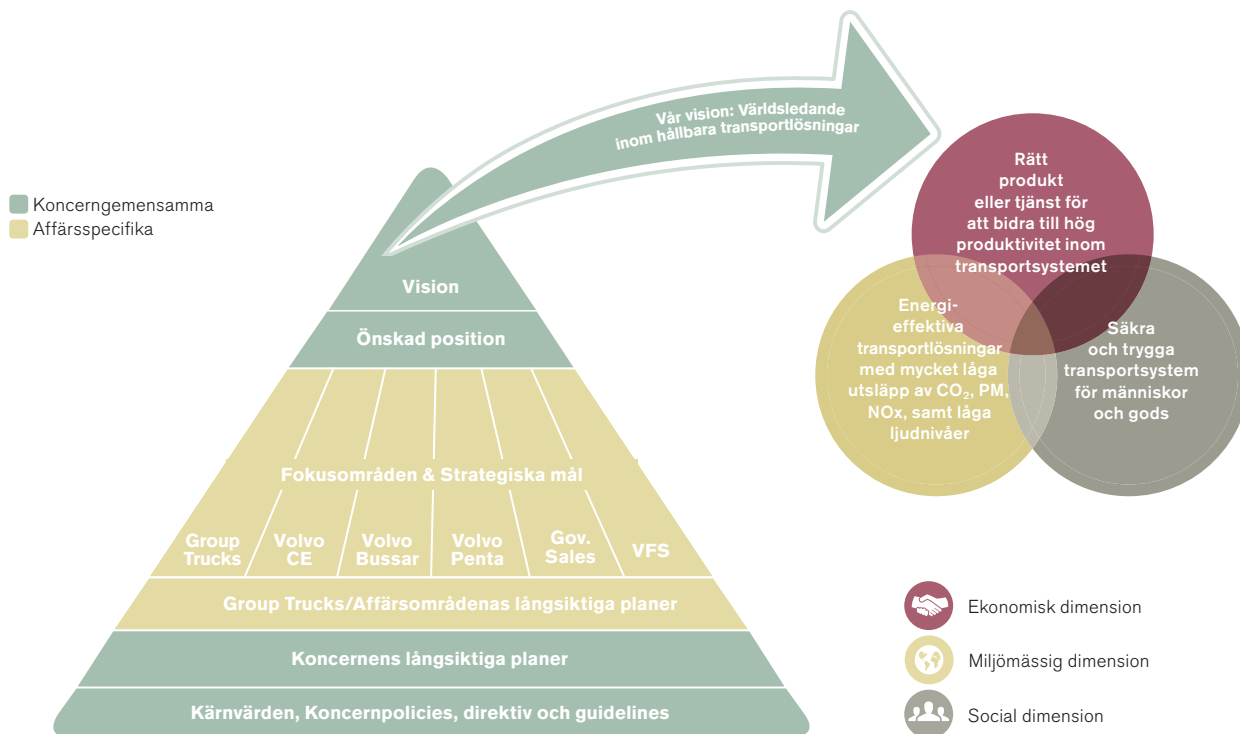 Vår vision: Världsledande
inom hållbara transportlösningar
Koncerngemensamma
Affärsspecifika
Vision
Önskad position
Fokusområden & Strategiska mål
Group
Trucks
Volvo
CE
Volvo
Bussar
Volvo
Penta
Gov.
Sales
VFS
Group Trucks/Affärsområdenas långsiktiga planer
Koncernens långsiktiga planer
Kärnvärden, Koncernpolicies, direktiv och guidelines
Rätt
produkt
eller tjänst för
att bidra till hög
produktivitet inom
transportsystemet
Energi-
effektiva
transportlösningar
med mycket låga
utsläpp av CO₂, PM,
NOx, samt låga
ljudnivåer
Säkra
och trygga
transportsystem
för människor
och gods
Ekonomisk dimension
Miljömässig dimension
Social dimension